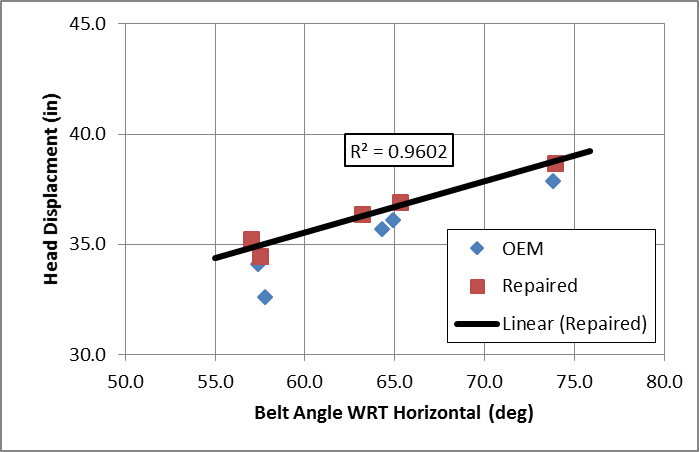 45.0
40.0
35.0
30.0
Head Displacment (in)
R² = 0.9602
OEM
Repaired
Linear (Repaired)
50.0 55.0 60.0 65.0 70.0 75.0 80.0
Belt Angle WRT Horizontal (deg)